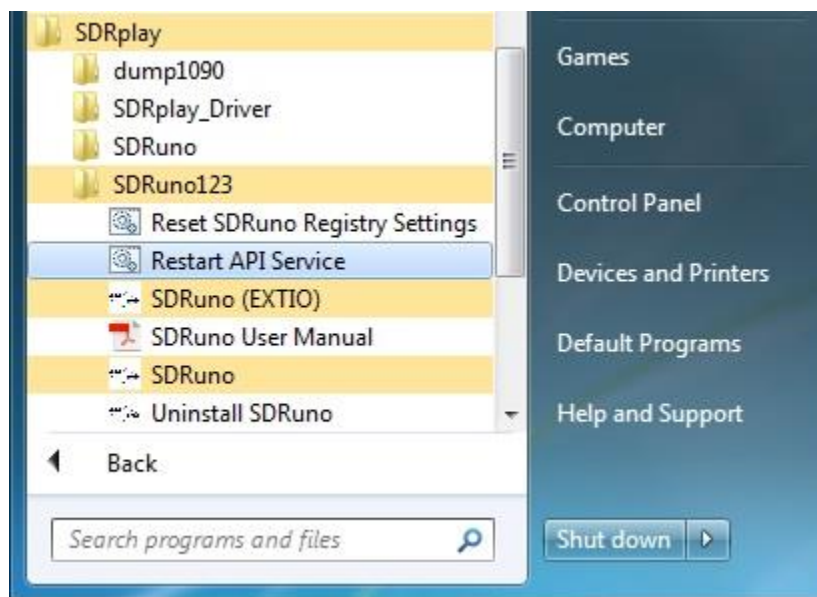 SDRplay
dump1090
SDRplay_Driver
SDRuno
SDRuno123
Reset SDRuno Registry Settings
Restart API Service
SDRuno (EXTIO)
SDRuno User Manual
SDRuno
Uninstall SDRuno
Back
Search programs and files
Games
Computer
Control Panel
Devices and Printers
Default Programs
Help and Support
Shut down